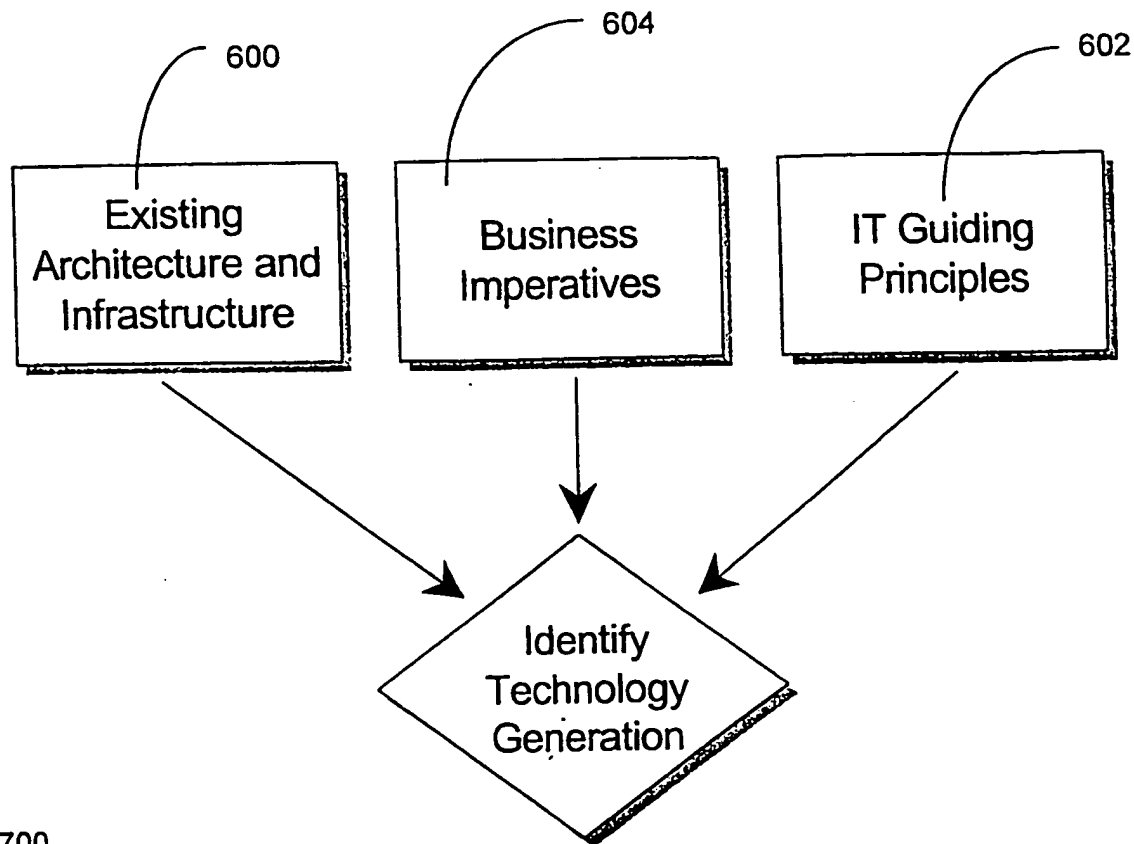 600
604
602
Existing
Architecture and
Infrastructure
Business
Imperatives
IT Guiding
Principles
Identify
Technology
Generation
700